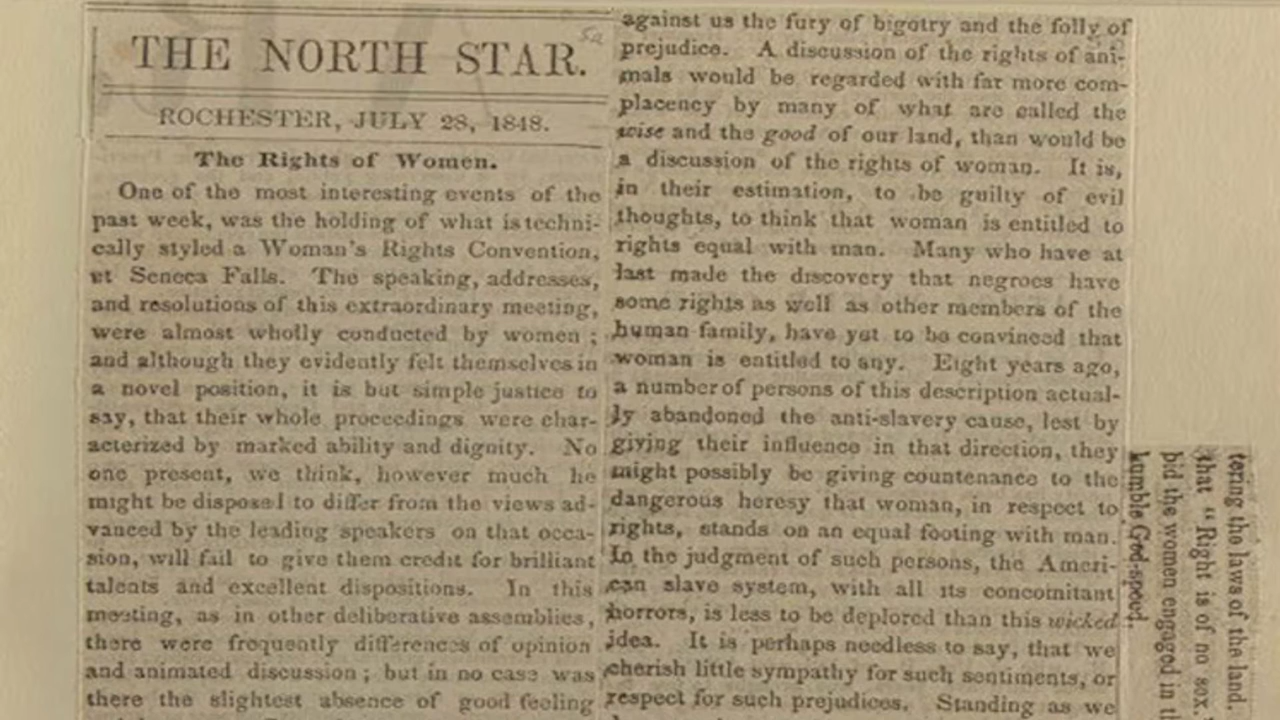 THE NORTH STAR.
ROCHESTER, JULY 28, 1848.
The Rights of Women.
One of the most interesting events of the
past week, was the holding of what is techni-
cally styled a Woman's Rights Convention,
at Seneca Falls. The speaking, addresses,
and resolutions of this extraordinary meeting,
were almost wholly conducted by women ;
and although they evidently felt themselves in
a novel position, it is but simple justice to
say, that their whole proceedings were char-
acterized by marked ability and dignity. No
one present, we think, however much he
might be disposed to differ from the views ad-
vanced by the leading speakers on that occa-
sion, will fail to give them credit for brilliant
talents and excellent dispositions. In this
meeting, as in other deliberative assemblies,
there were frequently differences of opinion
and animated discussion ; but in no case was
there the slightest absence of good feeling
against us the fury of bigotry and the folly of
prejudice. A discussion of the rights of ani-
mals would be regarded with far more com-
placency by many of what are called the
wise and the good of our land, than would be
a discussion of the rights of woman. It is,
in their estimation, to be guilty of evil
thoughts, to think that woman is entitled to
rights equal with man. Many who have at
last made the discovery that negroes have
some rights as well as other members of the
human family, have yet to be convinced that
woman is entitled to any. Eight years ago,
a number of persons of this description actual-
ly abandoned the anti-slavery cause, lest by
giving their influence in that direction, they
might possibly be giving countenance to the
dangerous heresy that woman, in respect to
rights, stands on an equal footing with man.
In the judgment of such persons, the Ameri-
can slave system, with all its concomitant
horrors, is less to be deplored than this wicked
idea. It is perhaps needless to say, that we
cherish little sympathy for such sentiments, or
respect for such prejudices. Standing as we
tering the laws of the land.
that "Right is of no sex.
bid the women engaged in
humble God-speed.